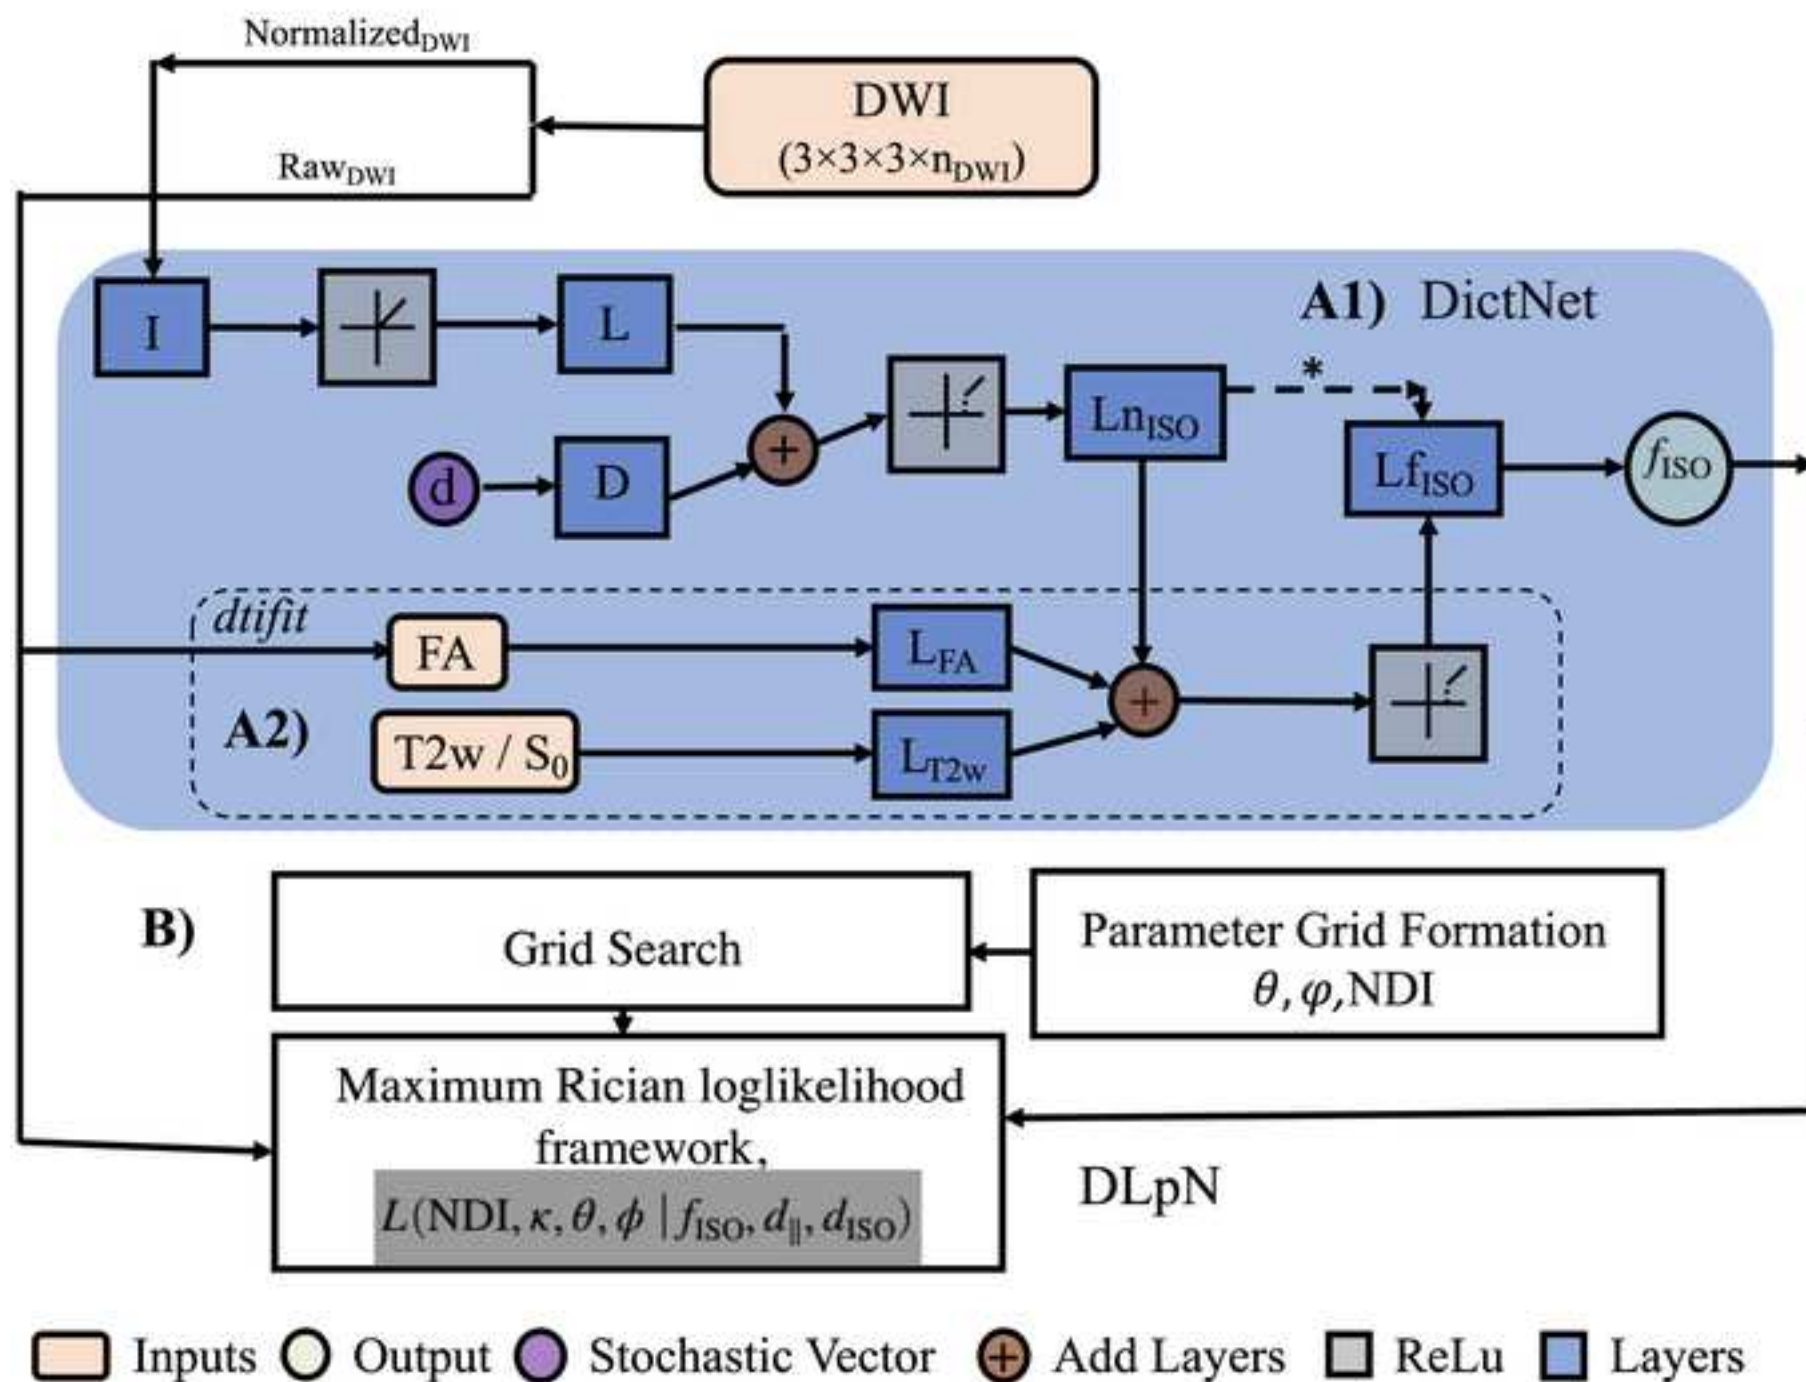 Normalized_DWI
DWI
(3×3×3×n_DWI)
Raw_DWI
A1) DictNet
I
L
*
Ln_ISO
Lf_ISO
f_ISO
+
d
D
dtifit
FA
L_FA
A2)
+
T2w / S_0
L_T2w
B)
Grid Search
Parameter Grid Formation
θ, φ,NDI
Maximum Rician loglikelihood
framework,
L(NDI, κ, θ, ϕ | f_ISO, d_∥, d_ISO)
DLpN
Inputs
Output
Stochastic Vector
+
Add Layers
ReLu
Layers